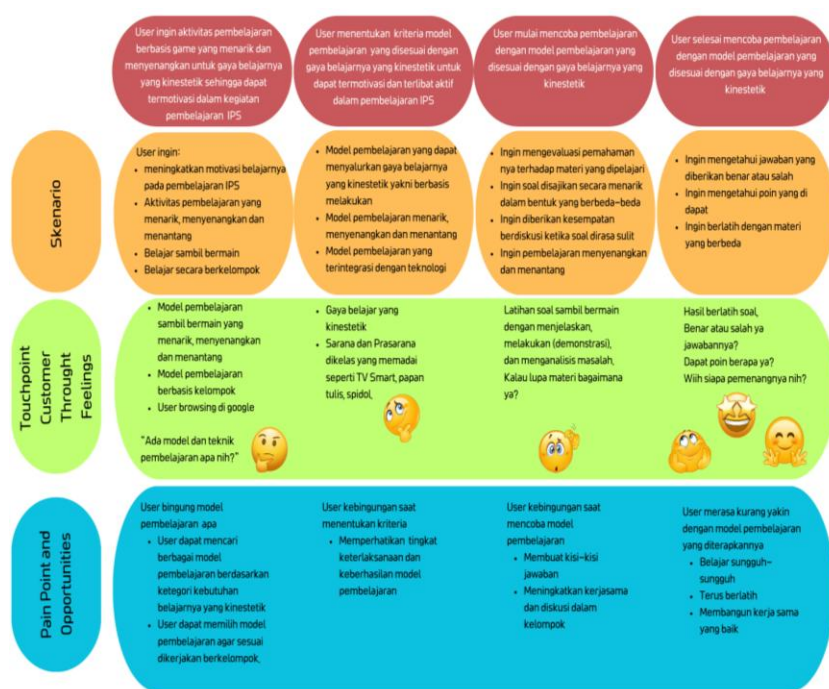 User ingin aktivitas pembelajaran
berbasis game yang menarik dan
menyenangkan untuk gaya belajarnya
yang kinestetik sehingga dapat
termotivasi dalam kegiatan
pembelajaran IPS
User menentukan kriteria model
pembelajaran yang disesuai dengan
gaya belajarnya yang kinestetik untuk
dapat termotivasi dan terlibat aktif
dalam pembelajaran IPS
User mulai mencoba pembelajaran
dengan model pembelajaran yang
disesuai dengan gaya belajarnya yang
kinestetik
User selesai mencoba pembelajaran
dengan model pembelajaran yang
disesuai dengan gaya belajarnya yang
kinestetik
Skenario
User ingin:
• meningkatkan motivasi belajarnya
pada pembelajaran IPS
• Aktivitas pembelajaran yang
menarik, menyenangkan dan
menantang
• Belajar sambil bermain
• Belajar secara berkelompok
• Model pembelajaran yang dapat
menyalurkan gaya belajarnya
yang kinestetik yakni berbasis
melakukan
• Model pembelajaran menarik,
menyenangkan dan menantang
• Model pembelajaran yang
terintegrasi dengan teknologi
• Ingin mengevaluasi pemahaman
nya terhadap materi yang dipelajari
• Ingin soal disajikan secara menarik
dalam bentuk yang berbeda-beda
• Ingin diberikan kesempatan
berdiskusi ketika soal dirasa sulit
• Ingin pembelajaran menyenangkan
dan menantang
• Ingin mengetahui jawaban yang
diberikan benar atau salah
• Ingin mengetahui poin yang di
dapat
• Ingin berlatih dengan materi
yang berbeda
Touchpoint
Customer
Throught
Feelings
• Model pembelajaran
sambil bermain yang
menarik, menyenangkan
dan menantang
• Model pembelajaran
berbasis kelompok
• User browsing di google
"Ada model dan teknik
pembelajaran apa nih?"
• Gaya belajar yang
kinestetik
• Sarana dan Prasarana
dikelas yang memadai
seperti TV Smart, papan
tulis, spidol,
Latihan soal sambil bermain
dengan menjelaskan,
melakukan (demonstrasi),
dan menganalisis masalah,
Kalau lupa materi bagaimana
ya?
Hasil berlatih soal,
Benar atau salah ya
jawabannya?
Dapat poin berapa ya?
Wiih siapa pemenangnya nih?
Pain Point and
Opportunities
User bingung model
pembelajaran apa
• User dapat mencari
berbagai model
pembelajaran berdasarkan
ketegori kebutuhan
belajarnya yang kinestetik
• User dapat memilih model
pembelajaran agar sesuai
dikerjakan berkelompok,
User kebingungan saat
menentukan kriteria
• Memperhatikan tingkat
keterlaksanaan dan
keberhasilan model
pembelajaran
User kebingungan saat
mencoba model
pembelajaran
• Membuat kisi-kisi
jawaban
• Meningkatkan kerjasama
dan diskusi dalam
kelompok
User merasa kurang yakin
dengan model pembelajaran
yang diterapkannya
• Belajar sungguh-
sungguh
• Terus berlatih
• Membangun kerja sama
yang baik